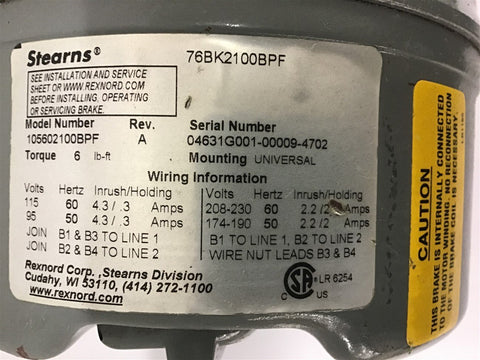 Stearns® 76BK2100BPF
SEE INSTALLATION AND SERVICE
SHEET OR WWW.REXNORD.COM
BEFORE INSTALLING, OPERATING
OR SERVICING BRAKE.
Model Number Rev. Serial Number
105602100BPF A 04631G001-00009-4702
Torque 6 lb-ft Mounting UNIVERSAL
Wiring Information
Volts Hertz Inrush/Holding Volts Hertz Inrush/Holding
115 60 4.3 / .3 Amps 208-230 60 2.2 /.2 Amps
95 50 4.3 / .3 Amps 174-190 50 2.2 /.2 Amps
JOIN B1 & B3 TO LINE 1 B1 TO LINE 1, B2 TO LINE 2
JOIN B2 & B4 TO LINE 2 WIRE NUT LEADS B3 & B4
Rexnord Corp., Stearns Division
Cudahy, WI 53110, (414) 272-1100
www.rexnord.com
C SA ® LR 6254
CAUTION
THIS BRAKE IS INTERNALLY CONNECTED
TO THE MOTOR WINDING. NO RECONNECTION
OF THE BRAKE COIL IS NECESSARY.